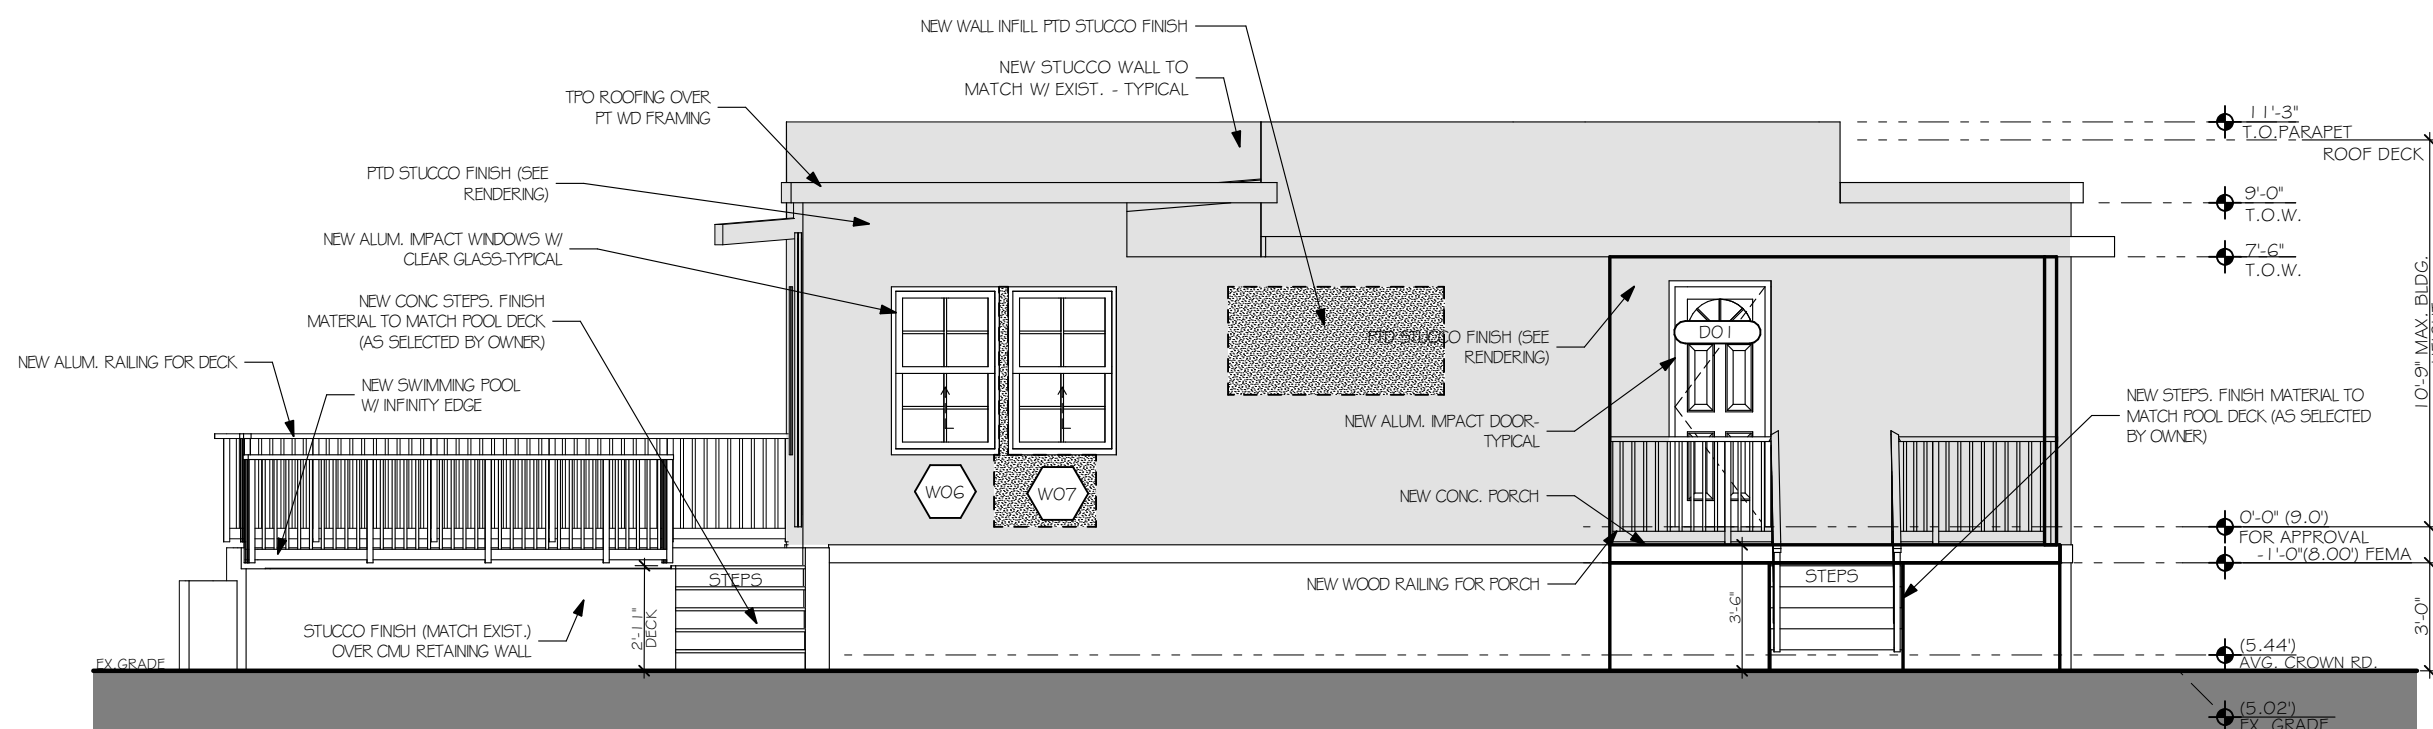 NEW WALL INFILL PTD STUCCO FINISH
NEW STUCCO WALL TO
MATCH W/ EXIST. - TYPICAL
TPO ROOFING OVER
PT WD FRAMING
PTD STUCCO FINISH (SEE
RENDERING)
NEW ALUM. IMPACT WINDOWS W/
CLEAR GLASS-TYPICAL
NEW CONC STEPS. FINISH
MATERIAL TO MATCH POOL DECK
(AS SELECTED BY OWNER)
NEW ALUM. RAILING FOR DECK
NEW SWIMMING POOL
W/ INFINITY EDGE
STUCCO FINISH (MATCH EXIST.)
OVER CMU RETAINING WALL
EX.GRADE
2'-11"
DECK
STEPS
W06
W07
PTD STUCCO FINISH (SEE
RENDERING)
D01
NEW ALUM. IMPACT DOOR-
TYPICAL
NEW CONC. PORCH
NEW WOOD RAILING FOR PORCH
3'-6"
STEPS
NEW STEPS. FINISH MATERIAL TO
MATCH POOL DECK (AS SELECTED
BY OWNER)
11'-3"
T.O.PARAPET
ROOF DECK
9'-0"
T.O.W.
7'-6"
T.O.W.
10'-9" MAX. BLDG.
0'-0" (9.0')
FOR APPROVAL
-1'-0"(8.00') FEMA
3'-0"
(5.44')
AVG. CROWN RD.
(5.02')
EX. GRADE